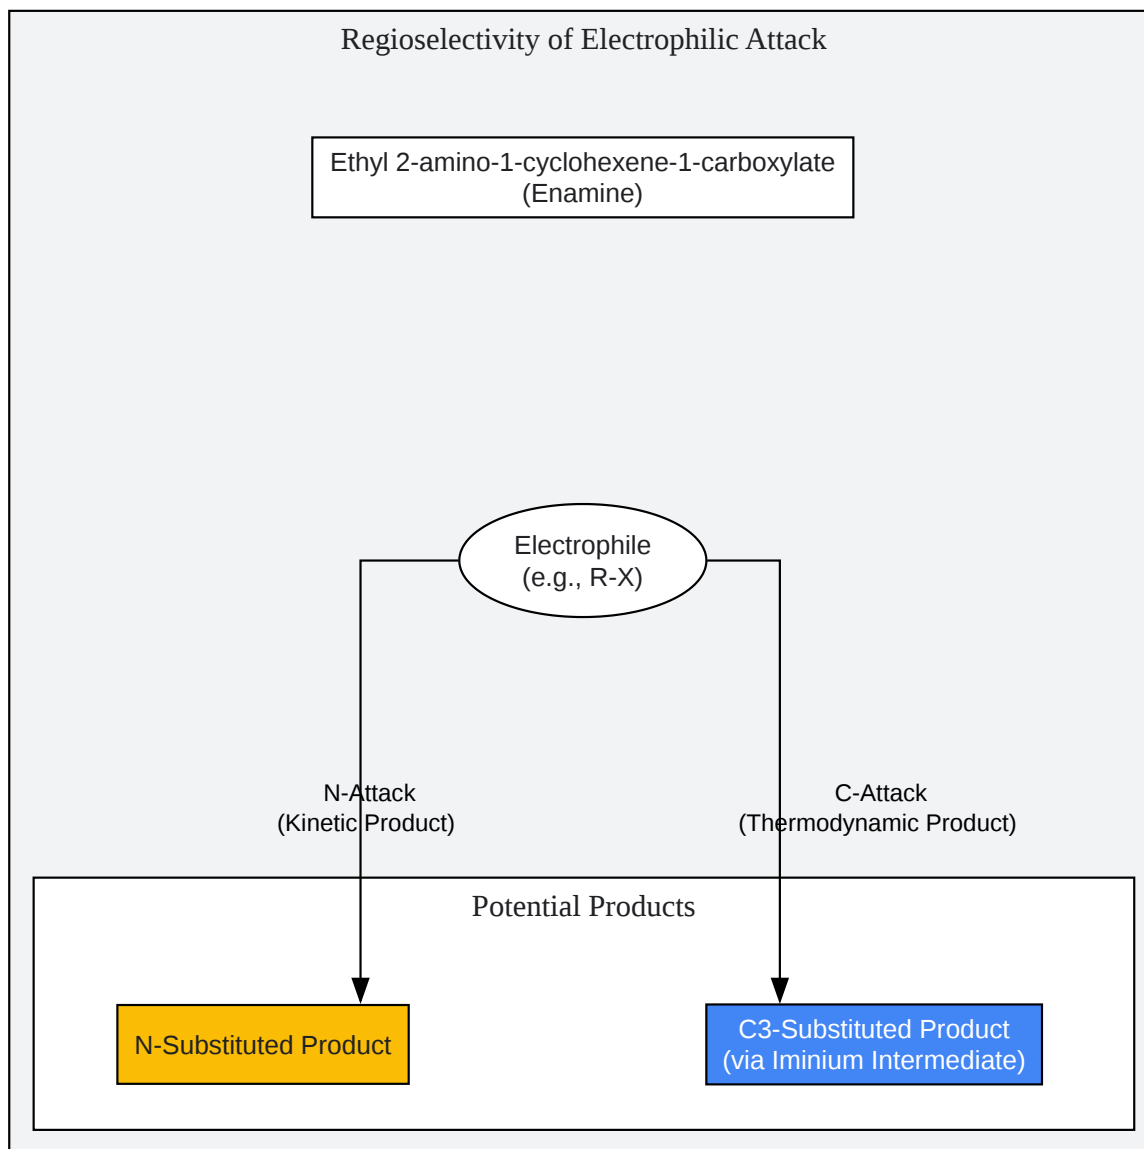 Regioselectivity of Electrophilic Attack
Ethyl 2-amino-1-cyclohexene-1-carboxylate
(Enamine)
Electrophile
(e.g., R-X)
N-Attack
(Kinetic Product)
C-Attack
(Thermodynamic Product)
Potential Products
N-Substituted Product
C3-Substituted Product
(via Iminium Intermediate)